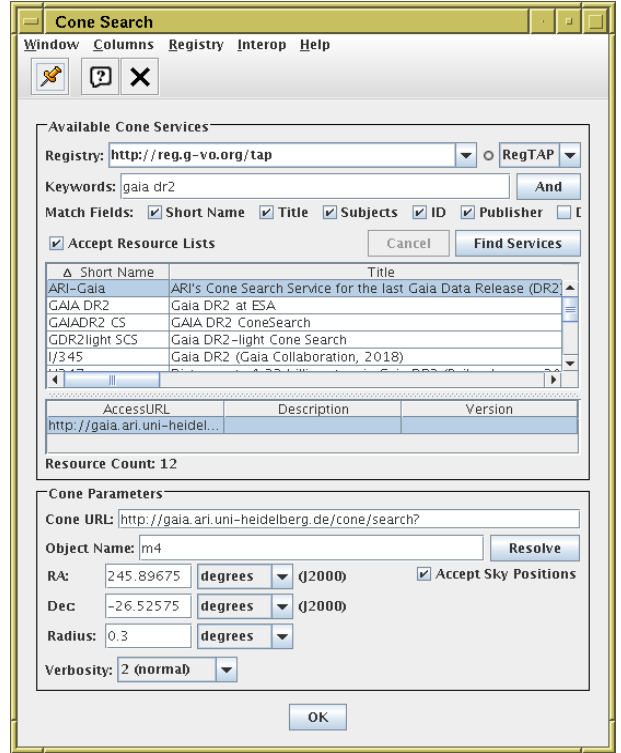 Cone Search
Window Columns Registry Interop Help
Available Cone Services
Registry: http://reg.g-vo.org/tap RegTAP
Keywords: gaia dr2 And
Match Fields: Short Name Title Subjects ID Publisher
Accept Resource Lists Cancel Find Services
Short Name Title
ARI-Gaia ARI's Cone Search Service for the last Gaia Data Release (DR2
GAIA DR2 Gaia DR2 at ESA
GAIADR2 CS GAIA DR2 ConeSearch
GDR2light SCS Gaia DR2-light Cone Search
I/345 Gaia DR2 (Gaia Collaboration, 2018)
AccessURL Description Version
http://gaia.ari.uni-heidel...
Resource Count: 12
Cone Parameters
Cone URL: http://gaia.ari.uni-heidelberg.de/cone/search?
Object Name: m4 Resolve
RA: 245.89675 degrees (J2000) Accept Sky Positions
Dec: -26.52575 degrees (J2000)
Radius: 0.3 degrees
Verbosity: 2 (normal)
OK